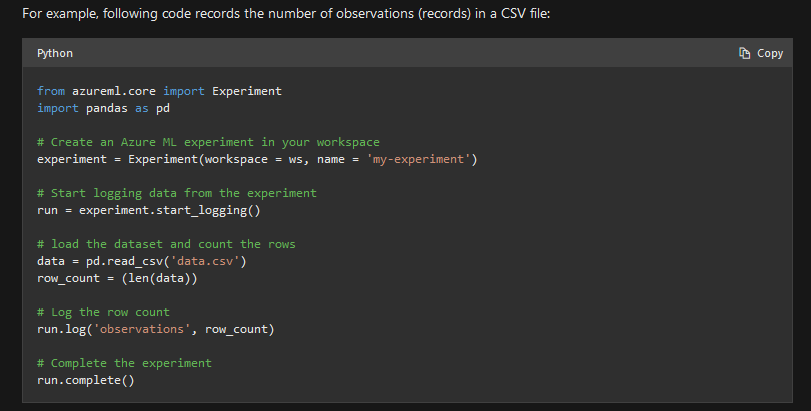 For example, following code records the number of observations (records) in a CSV file:
Python
Copy
from azureml.core import Experiment
import pandas as pd
# Create an Azure ML experiment in your workspace
experiment = Experiment(workspace = ws, name = 'my-experiment')
# Start logging data from the experiment
run = experiment.start_logging()
# load the dataset and count the rows
data = pd.read_csv('data.csv')
row_count = (len(data))
# Log the row count
run.log('observations', row_count)
# Complete the experiment
run.complete()